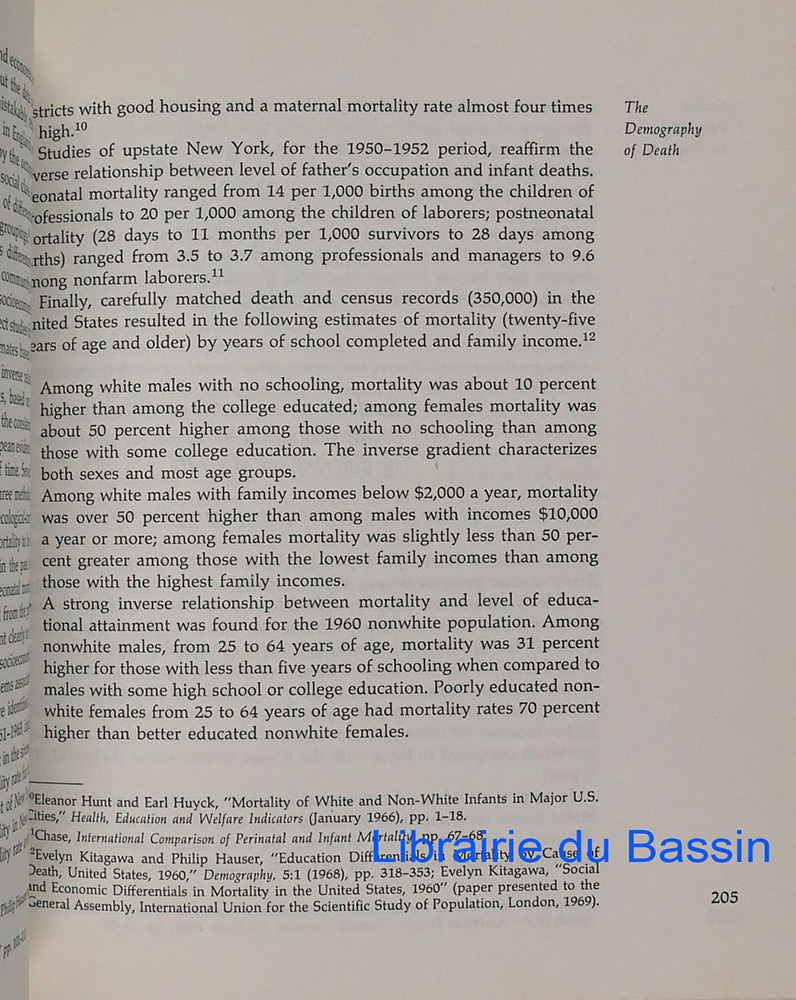 stricts with good housing and a maternal mortality rate almost four times
high.10
Studies of upstate New York, for the 1950–1952 period, reaffirm the
verse relationship between level of father's occupation and infant deaths.
eonatal mortality ranged from 14 per 1,000 births among the children of
ofessionals to 20 per 1,000 among the children of laborers; postneonatal
ortality (28 days to 11 months per 1,000 survivors to 28 days among
rths) ranged from 3.5 to 3.7 among professionals and managers to 9.6
nong nonfarm laborers.11
Finally, carefully matched death and census records (350,000) in the
nited States resulted in the following estimates of mortality (twenty-five
ears of age and older) by years of school completed and family income.12
Among white males with no schooling, mortality was about 10 percent
higher than among the college educated; among females mortality was
about 50 percent higher among those with no schooling than among
those with some college education. The inverse gradient characterizes
both sexes and most age groups.
Among white males with family incomes below $2,000 a year, mortality
was over 50 percent higher than among males with incomes $10,000
a year or more; among females mortality was slightly less than 50 per-
cent greater among those with the lowest family incomes than among
those with the highest family incomes.
A strong inverse relationship between mortality and level of educa-
tional attainment was found for the 1960 nonwhite population. Among
nonwhite males, from 25 to 64 years of age, mortality was 31 percent
higher for those with less than five years of schooling when compared to
males with some high school or college education. Poorly educated non-
white females from 25 to 64 years of age had mortality rates 70 percent
higher than better educated nonwhite females.
0Eleanor Hunt and Earl Huyck, "Mortality of White and Non-White Infants in Major U.S.
Cities," Health, Education and Welfare Indicators (January 1966), pp. 1–18.
1Chase, International Comparison of Perinatal and Infant Mortality, pp. 67–68.
2Evelyn Kitagawa and Philip Hauser, "Education Differentials in Mortality by Cause of
Death, United States, 1960," Demography, 5:1 (1968), pp. 318–353; Evelyn Kitagawa, "Social
and Economic Differentials in Mortality in the United States, 1960" (paper presented to the
General Assembly, International Union for the Scientific Study of Population, London, 1969).
The
Demography
of Death
205
Librairie du Bassin